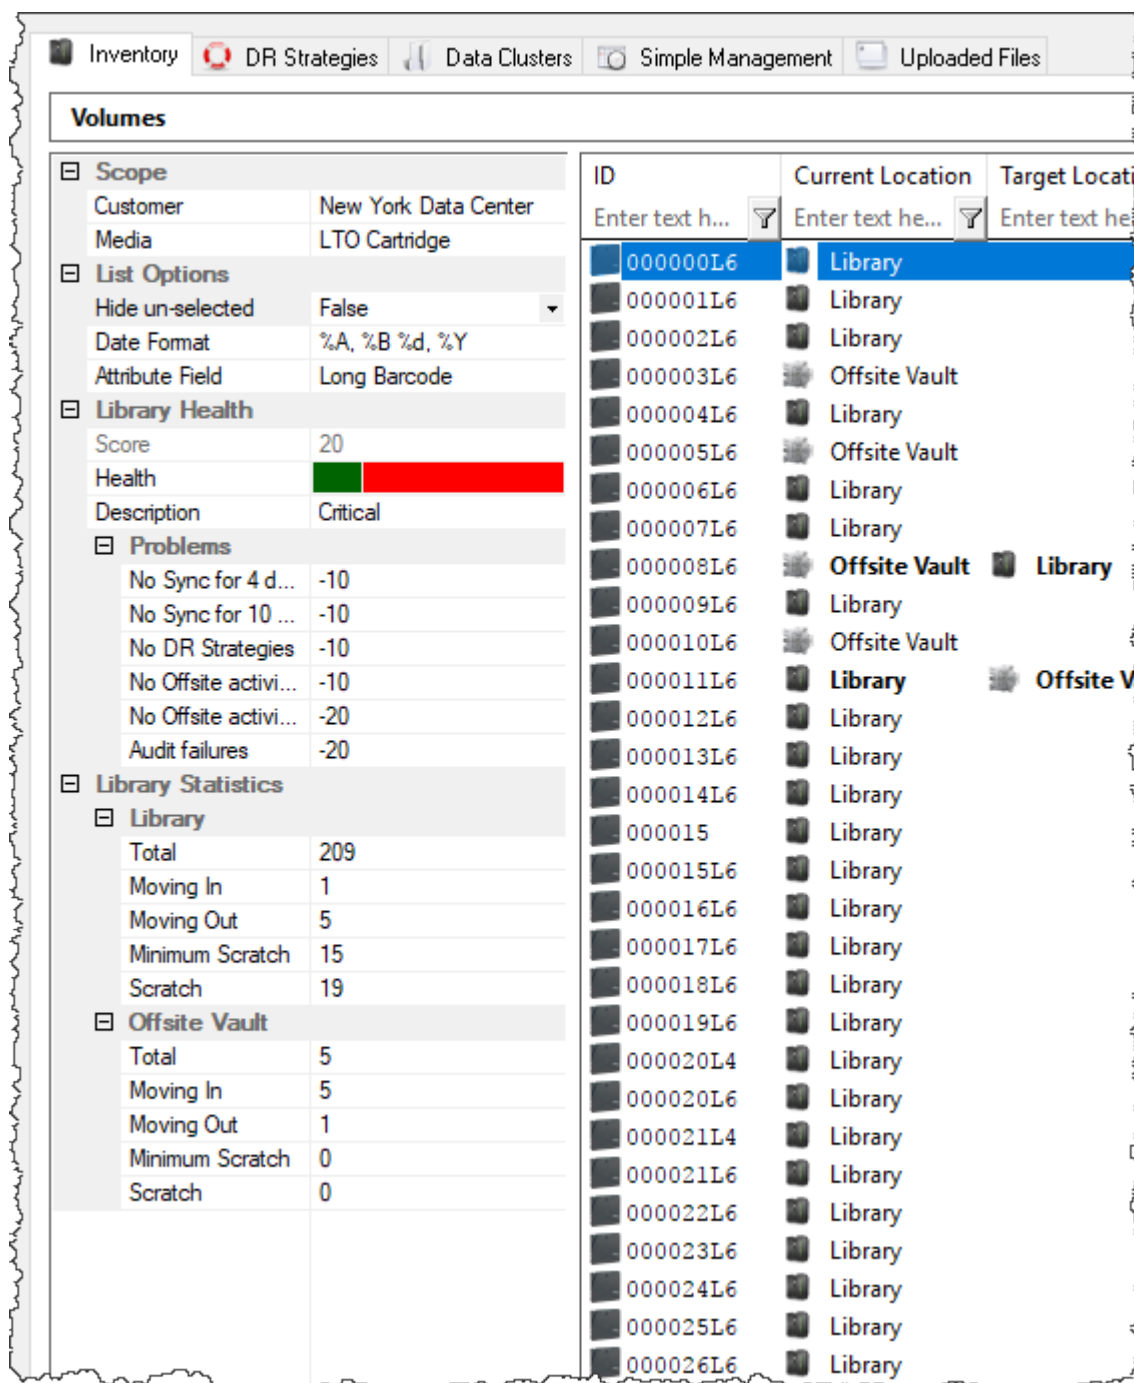 Inventory DR Strategies Data Clusters Simple Management Uploaded Files
Volumes
Scope
Customer New York Data Center
Media LTO Cartridge
List Options
Hide un-selected False
Date Format %A, %B %d, %Y
Attribute Field Long Barcode
Library Health
Score 20
Health
Description Critical
Problems
No Sync for 4 d... -10
No Sync for 10 ... -10
No DR Strategies -10
No Offsite activi... -10
No Offsite activi... -20
Audit failures -20
Library Statistics
Library
Total 209
Moving In 1
Moving Out 5
Minimum Scratch 15
Scratch 19
Offsite Vault
Total 5
Moving In 5
Moving Out 1
Minimum Scratch 0
Scratch 0
ID Current Location Target Locati
Enter text h... Enter text he... Enter text he
000000L6 Library
000001L6 Library
000002L6 Library
000003L6 Offsite Vault
000004L6 Library
000005L6 Offsite Vault
000006L6 Library
000007L6 Library
000008L6 Offsite Vault Library
000009L6 Library
000010L6 Offsite Vault
000011L6 Library Offsite V
000012L6 Library
000013L6 Library
000014L6 Library
000015 Library
000015L6 Library
000016L6 Library
000017L6 Library
000018L6 Library
000019L6 Library
000020L4 Library
000020L6 Library
000021L4 Library
000021L6 Library
000022L6 Library
000023L6 Library
000024L6 Library
000025L6 Library
000026L6 Library